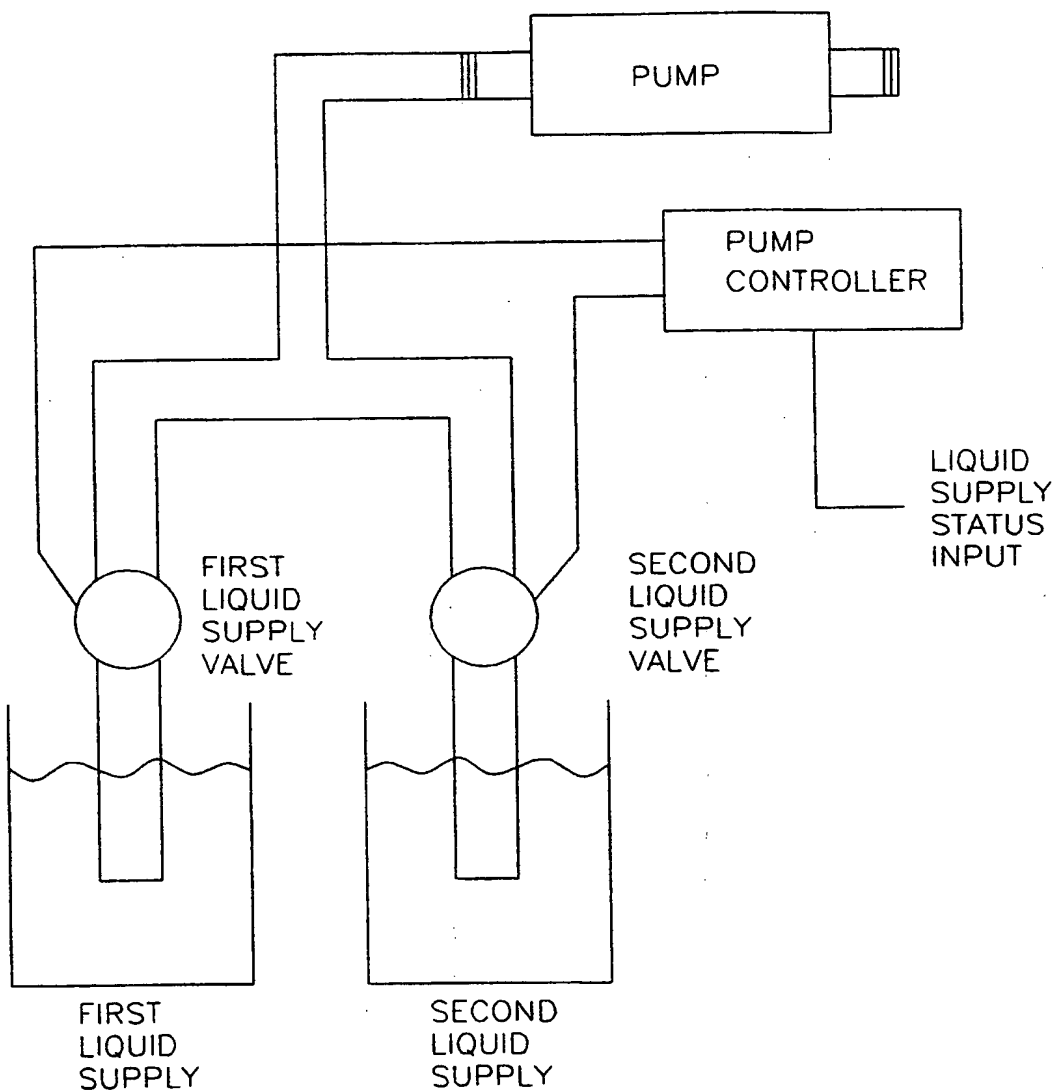 PUMP
PUMP
CONTROLLER
LIQUID
SUPPLY
STATUS
INPUT
FIRST
LIQUID
SUPPLY
VALVE
SECOND
LIQUID
SUPPLY
VALVE
FIRST
LIQUID
SUPPLY
SECOND
LIQUID
SUPPLY